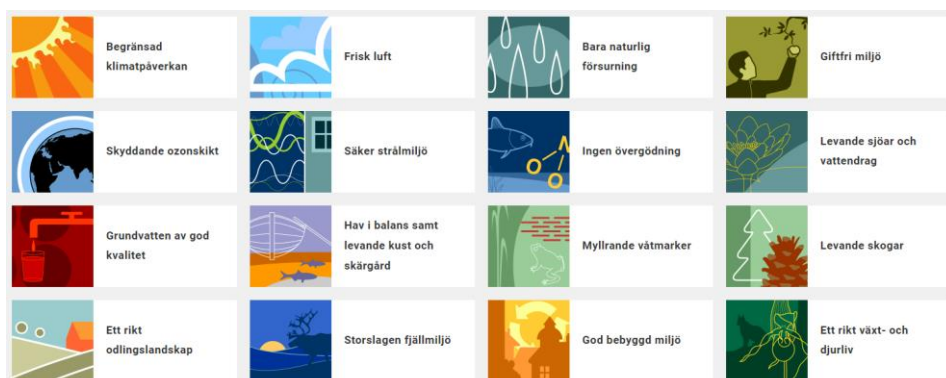 Begränsad
klimatpåverkan
Frisk luft
Bara naturlig
försurning
Giftfri miljö
Skyddande ozonskikt
Säker strålmiljö
Ingen övergödning
Levande sjöar och
vattendrag
Grundvatten av god
kvalitet
Hav i balans samt
levande kust och
skärgård
Myllrande våtmarker
Levande skogar
Ett rikt
odlingslandskap
Storslagen fjällmiljö
God bebyggd miljö
Ett rikt växt- och
djurliv